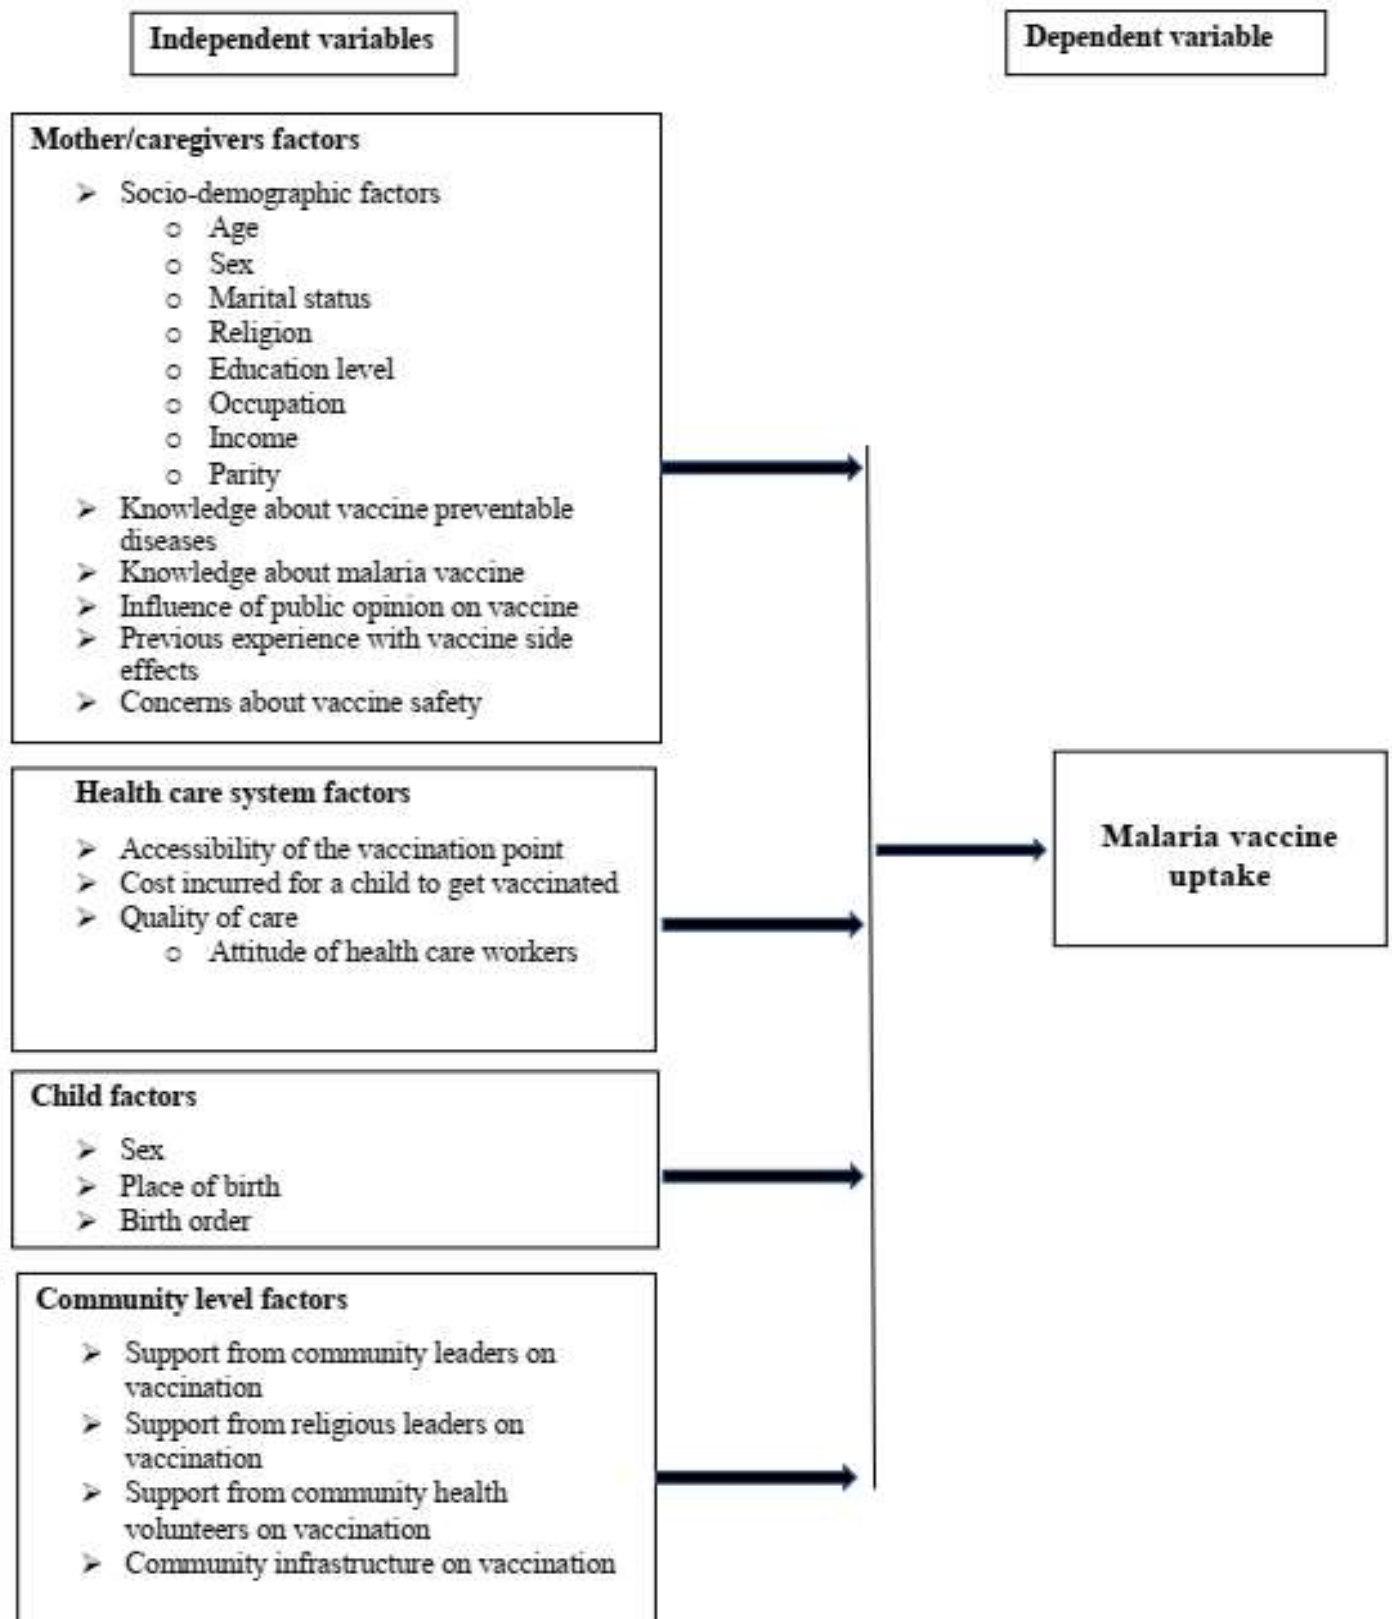 Independent variables
Dependent variable
Mother/caregivers factors
➢ Socio-demographic factors
o Age
o Sex
o Marital status
o Religion
o Education level
o Occupation
o Income
o Parity
➢ Knowledge about vaccine preventable
diseases
➢ Knowledge about malaria vaccine
➢ Influence of public opinion on vaccine
➢ Previous experience with vaccine side
effects
➢ Concerns about vaccine safety
Health care system factors
➢ Accessibility of the vaccination point
➢ Cost incurred for a child to get vaccinated
➢ Quality of care
o Attitude of health care workers
Child factors
➢ Sex
➢ Place of birth
➢ Birth order
Community level factors
➢ Support from community leaders on
vaccination
➢ Support from religious leaders on
vaccination
➢ Support from community health
volunteers on vaccination
➢ Community infrastructure on vaccination
Malaria vaccine
uptake